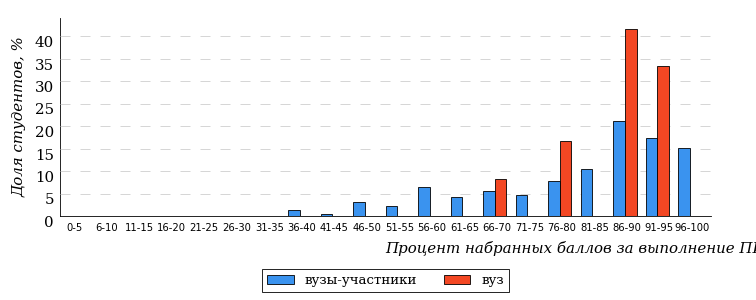 Доля студентов, %
40
35
30
25
20
15
10
5
0
0-5 6-10 11-15 16-20 21-25 26-30 31-35 36-40 41-45 46-50 51-55 56-60 61-65 66-70 71-75 76-80 81-85 86-90 91-95 96-100
Процент набранных баллов за выполнение
вузы-участники вуз